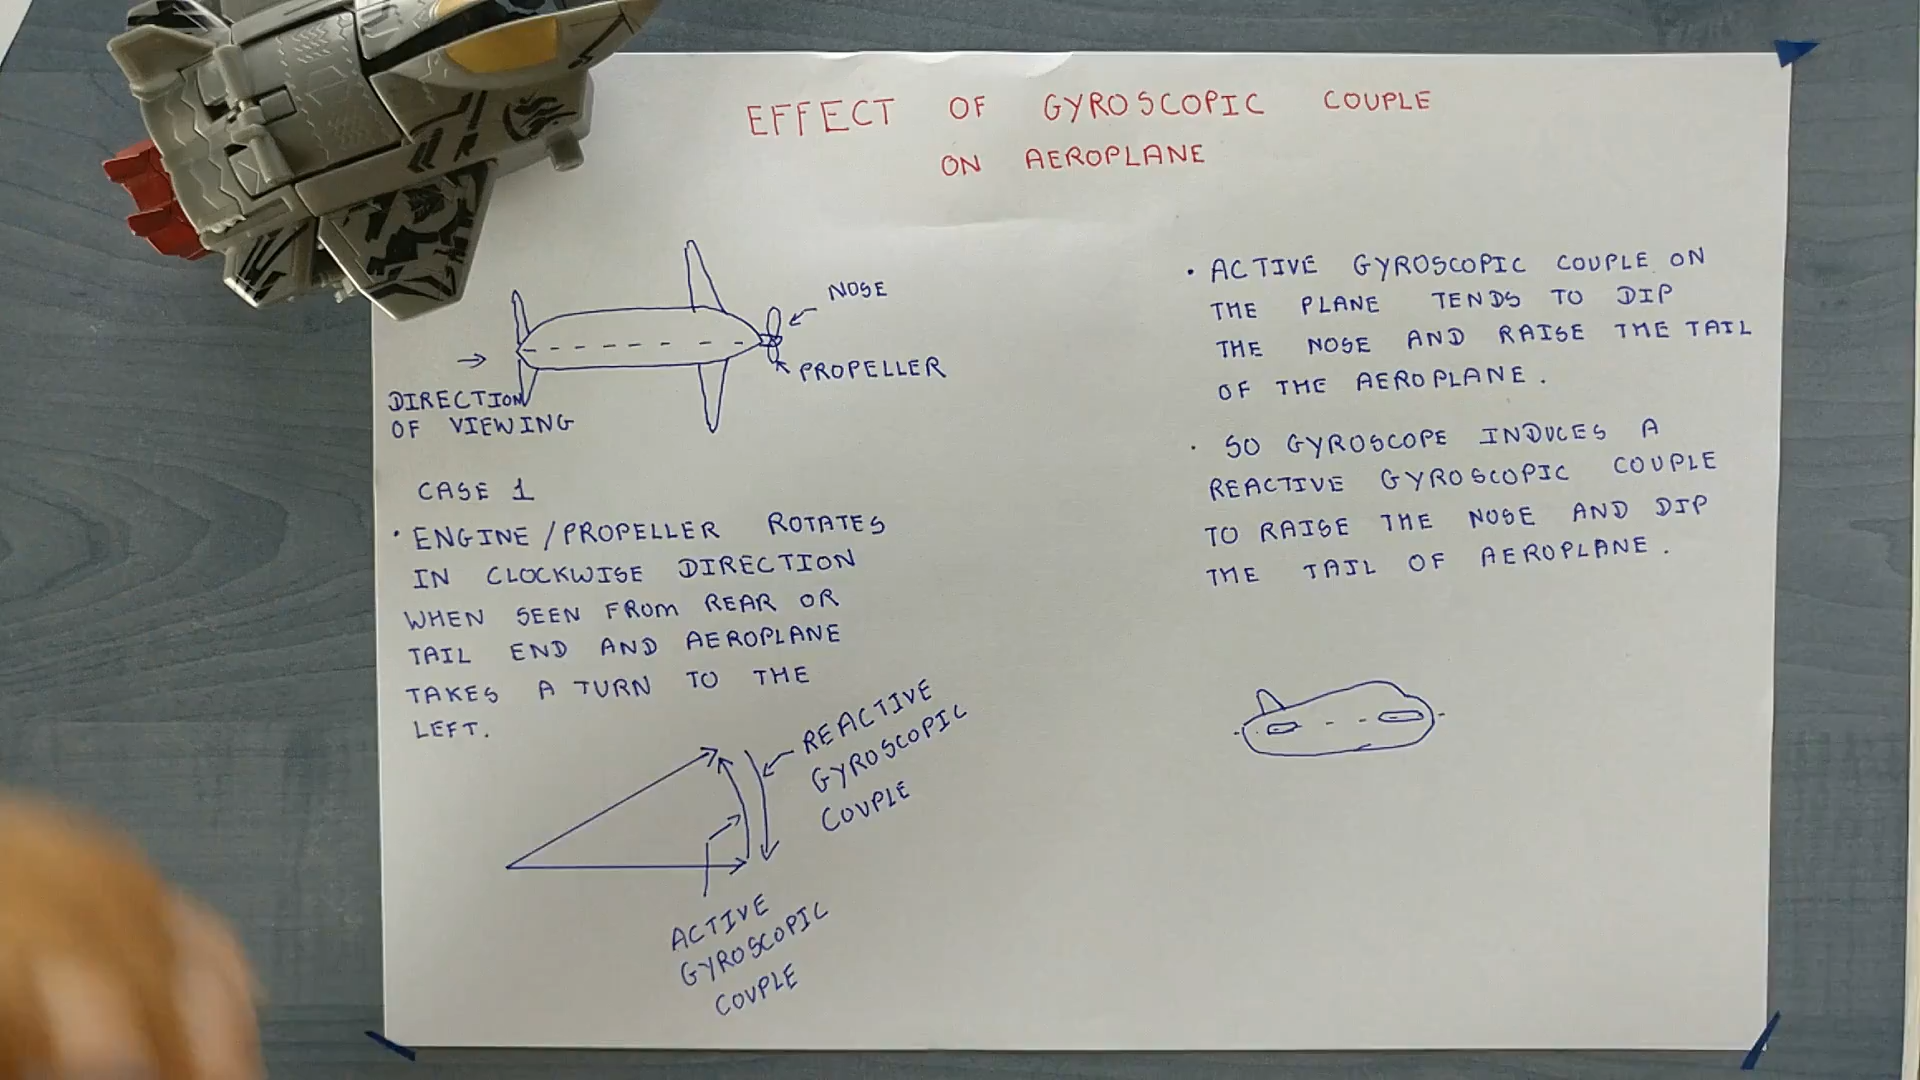 EFFECT OF GYROSCOPIC COUPLE
ON AEROPLANE
NOSE
PROPELLER
DIRECTION
OF VIEWING
CASE 1
• ENGINE/PROPELLER ROTATES
IN CLOCKWISE DIRECTION
WHEN SEEN FROM REAR OR
TAIL END AND AEROPLANE
TAKES A TURN TO THE
LEFT.
REACTIVE
GYROSCOPIC
COUPLE
ACTIVE
GYROSCOPIC
COUPLE
• ACTIVE GYROSCOPIC COUPLE ON
THE PLANE TENDS TO DIP
THE NOSE AND RAISE THE TAIL
OF THE AEROPLANE.
• SO GYROSCOPE INDUCES A
REACTIVE GYROSCOPIC COUPLE
TO RAISE THE NOSE AND DIP
THE TAIL OF AEROPLANE.